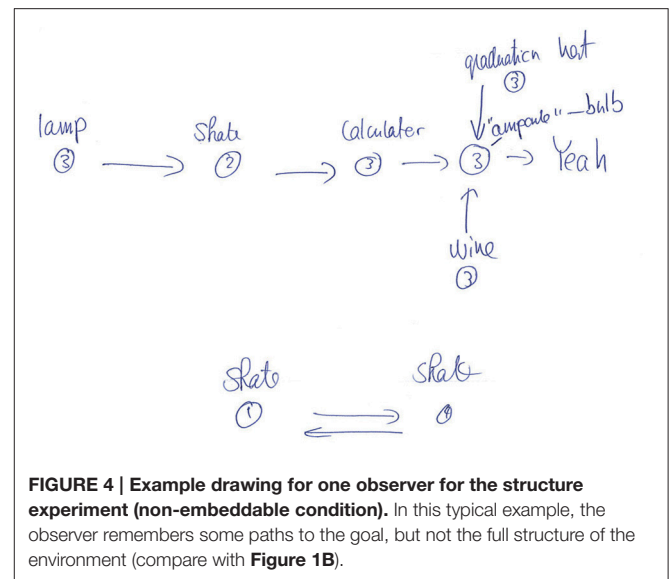 graduation hat
③
"ampoule" – bulb
lamp
Skate
Calculater
③ → ② → ③ → ③ → Yeah
wine
③
Skate
Skate
①
FIGURE 4 | Example drawing for one observer for the structure
experiment (non-embeddable condition). In this typical example, the
observer remembers some paths to the goal, but not the full structure of the
environment (compare with Figure 1B).